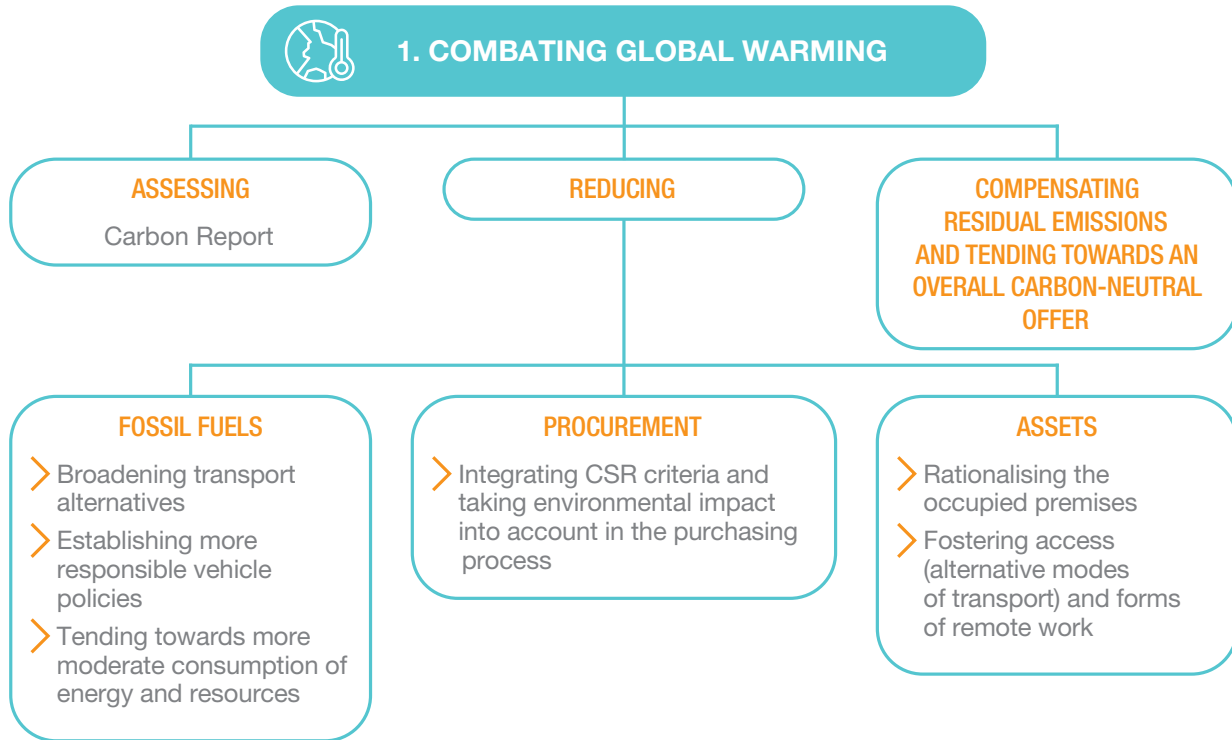 1. COMBATING GLOBAL WARMING
ASSESSING
Carbon Report
REDUCING
COMPENSATING
RESIDUAL EMISSIONS
AND TENDING TOWARDS AN
OVERALL CARBON-NEUTRAL
OFFER
FOSSIL FUELS
Broadening transport
alternatives
Establishing more
responsible vehicle
policies
Tending towards more
moderate consumption of
energy and resources
PROCUREMENT
Integrating CSR criteria and
taking environmental impact
into account in the purchasing
process
ASSETS
Rationalising the
occupied premises
Fostering access
(alternative modes
of transport) and forms
of remote work